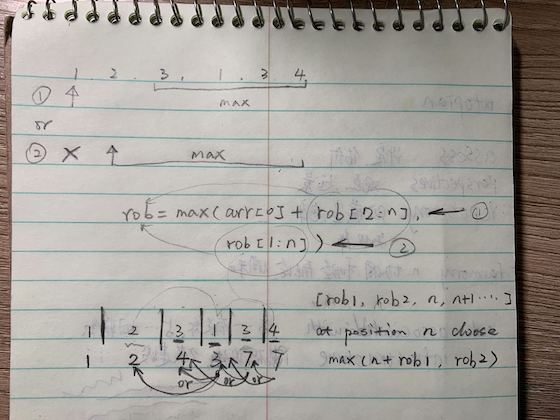 1 . 2 . 3, 1 . 3 4,
① max
or
② × max
rob = max(arr[0] + rob[2:n], ← ①
rob[1:n]) ← ②
[rob1, rob2, n, n+1 ....]
1 | 2 | 3 | 1 | 3 | 4 at position n choose
1 2 4 3 7 7 max(n+rob1, rob2)
or or or